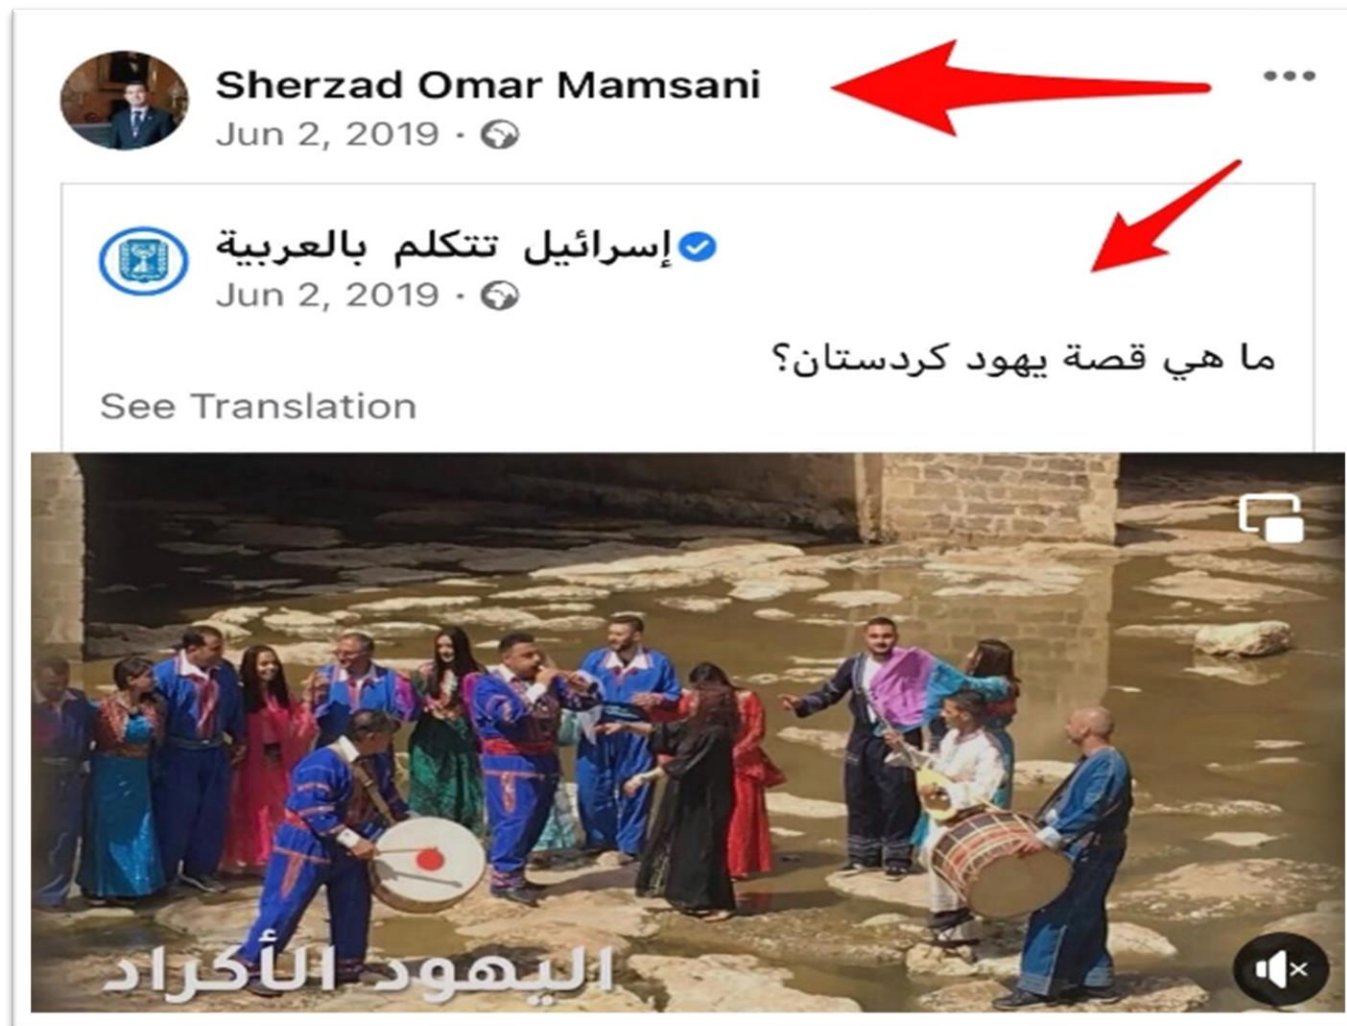 Sherzad Omar Mamsani
Jun 2, 2019 ·
إسرائيل تتكلم بالعربية
Jun 2, 2019 ·
ما هي قصة يهود كردستان؟
See Translation
اليهود الأكراد